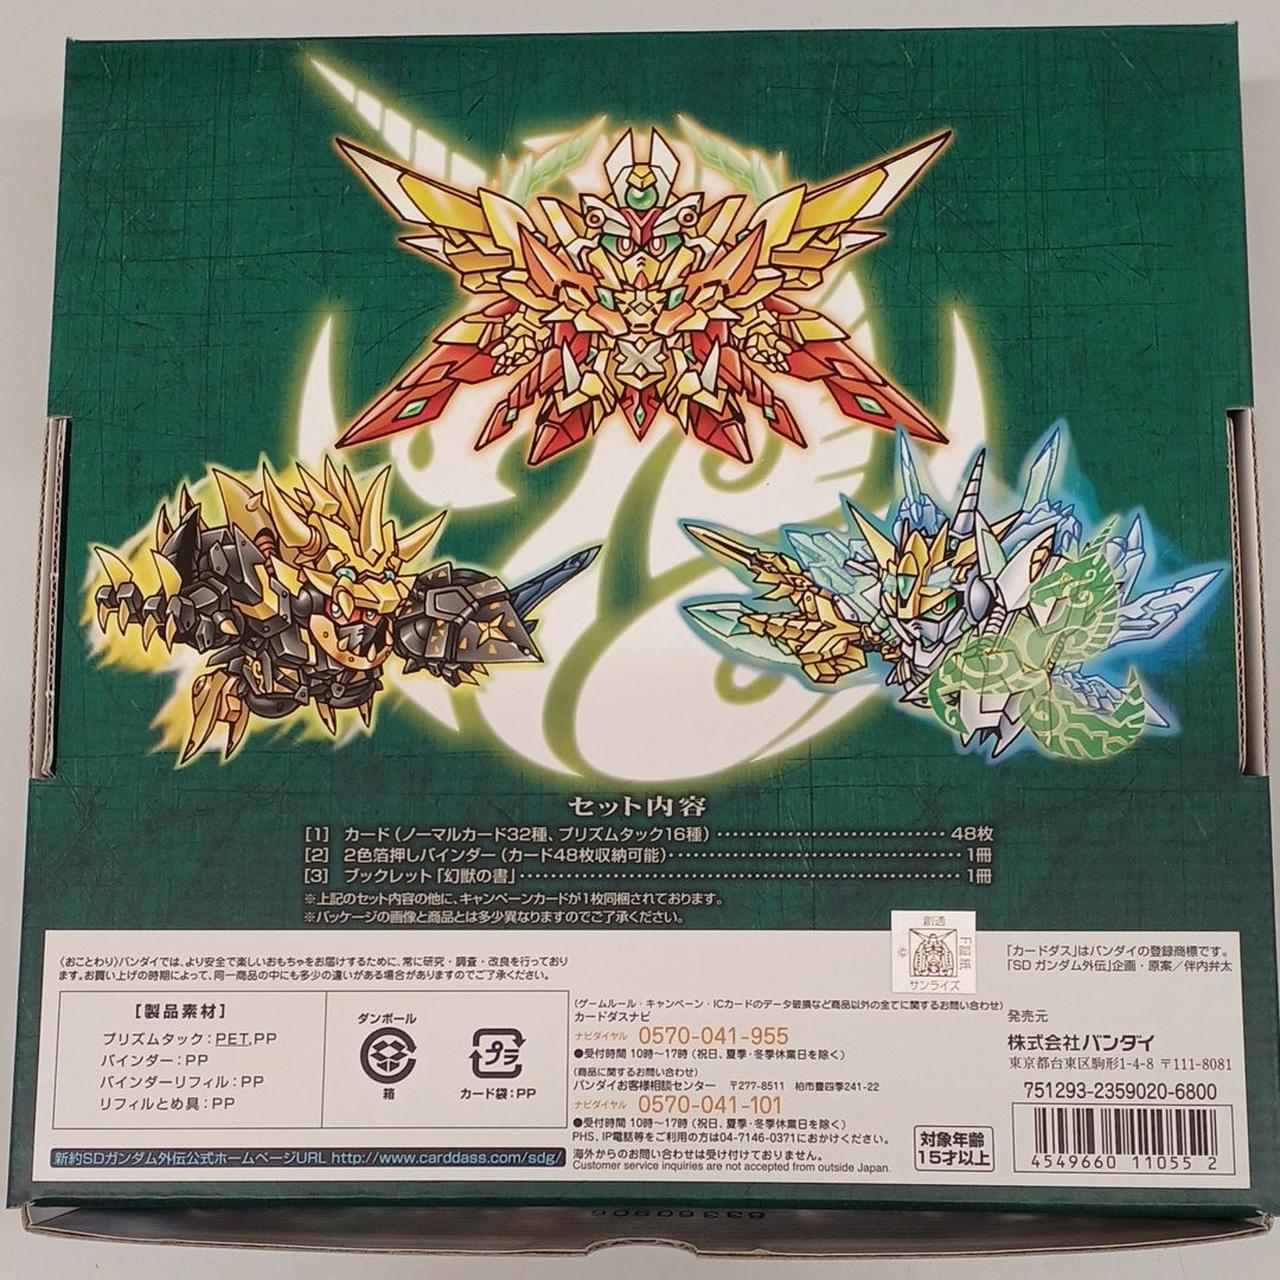 セット内容
[1] カード（ノーマルカード32種、プリズムタック16種）……………………48枚
[2] 2色箔押しバインダー（カード48枚収納可能）……………………1冊
[3] ブックレット「幻獣の書」……………………1冊
※上記のセット内容の他に、キャンペーンカードが1枚同梱されております。
※パッケージの画像と商品とは多少異なりますのでご了承ください。
〈おことわり〉バンダイでは、より安全で楽しいおもちゃをお届けするために、常に研究・調査・改良を行っております。お買い上げの時期によって、同一商品の中にも多少の違いがある場合がありますのでご了承ください。
【製品素材】
プリズムタック：PET,PP
バインダー：PP
バインダーリフィル：PP
リフィルとめ具：PP
ダンボール
箱
プラ
カード袋：PP
新約SDガンダム外伝公式ホームページURL http://www.carddass.com/sdg/
（ゲームルール・キャンペーン・ICカードのデータ破損など商品以外の全てに関するお問い合わせ）
カードダスナビ
ナビダイヤル 0570-041-955
●受付時間 10時～17時（祝日、夏季・冬季休業日を除く）
（商品に関するお問い合わせ）
バンダイお客様相談センター 〒277-8511 柏市豊四季241-22
ナビダイヤル 0570-041-101
●受付時間 10時～17時（祝日、夏季・冬季休業日を除く）
PHS、IP電話等をご利用の方は04-7146-0371におかけください。
海外からのお問い合わせは受け付けておりません。
Customer service inquiries are not accepted from outside Japan.
創通
©
サンライズ
「カードダス」はバンダイの登録商標です。
「SD ガンダム外伝」企画・原案／伴内弁太
発売元
株式会社バンダイ
東京都台東区駒形1-4-8 〒111-8081
751293-2359020-6800
対象年齢
15才以上
4549660 11055 2